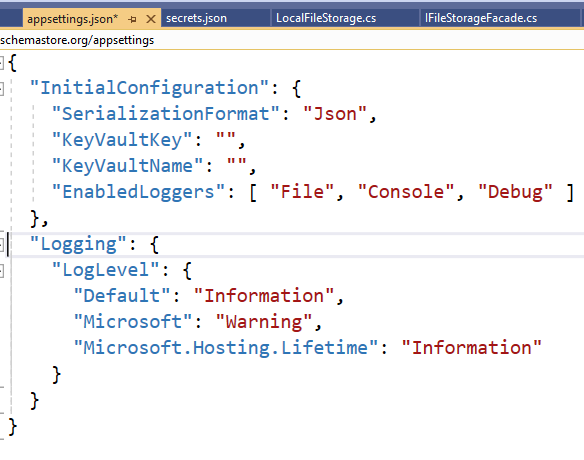 appsettings.json*
secrets.json
LocalFileStorage.cs
IFileStorageFacade.cs
schemastore.org/appsettings
{
"InitialConfiguration": {
"SerializationFormat": "Json",
"KeyVaultKey": "",
"KeyVaultName": "",
"EnabledLoggers": [ "File", "Console", "Debug" ]
},
"Logging": {
"LogLevel": {
"Default": "Information",
"Microsoft": "Warning",
"Microsoft.Hosting.Lifetime": "Information"
}
}
}